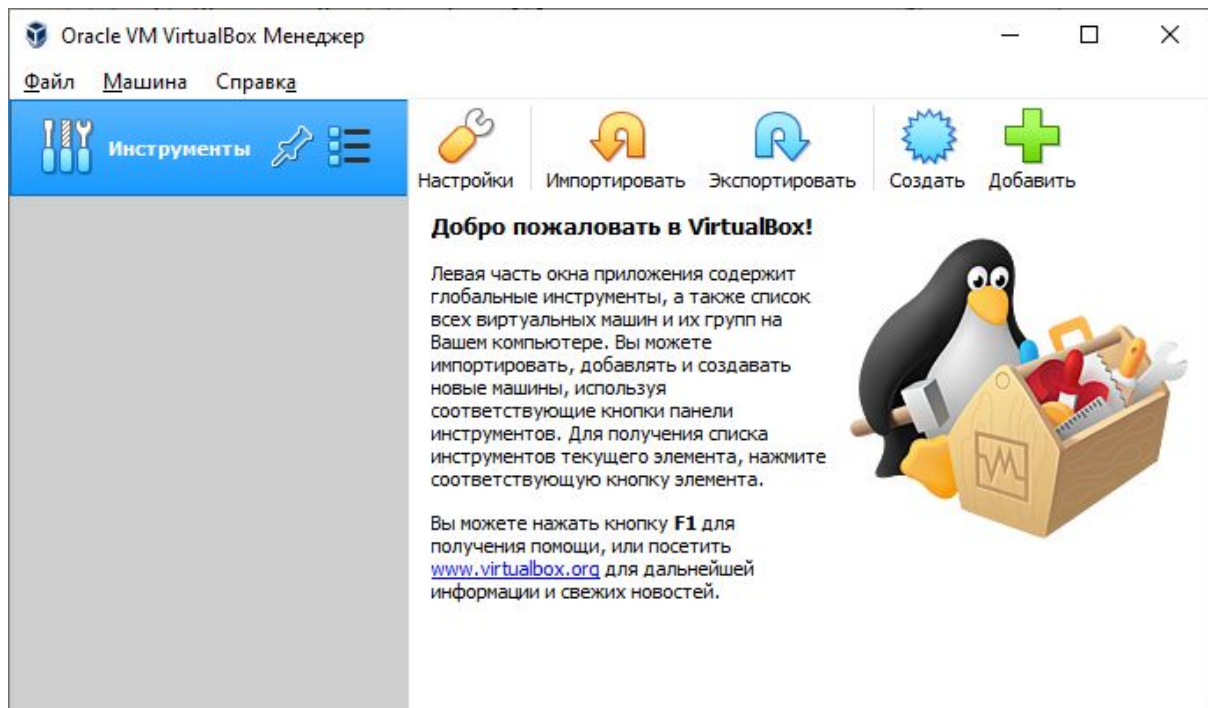 Oracle VM VirtualBox Менеджер
Файл Машина Справка
Инструменты
Настройки Импортировать Экспортировать Создать Добавить
Добро пожаловать в VirtualBox!
Левая часть окна приложения содержит
глобальные инструменты, а также список
всех виртуальных машин и их групп на
Вашем компьютере. Вы можете
импортировать, добавлять и создавать
новые машины, используя
соответствующие кнопки панели
инструментов. Для получения списка
инструментов текущего элемента, нажмите
соответствующую кнопку элемента.
Вы можете нажать кнопку F1 для
получения помощи, или посетить
www.virtualbox.org для дальнейшей
информации и свежих новостей.